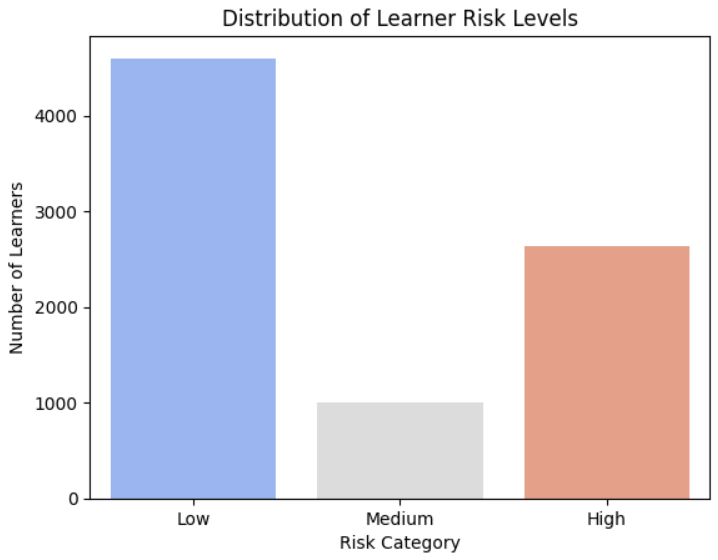 Distribution of Learner Risk Levels
Number of Learners
4000
3000
2000
1000
0
Low
Medium
High
Risk Category